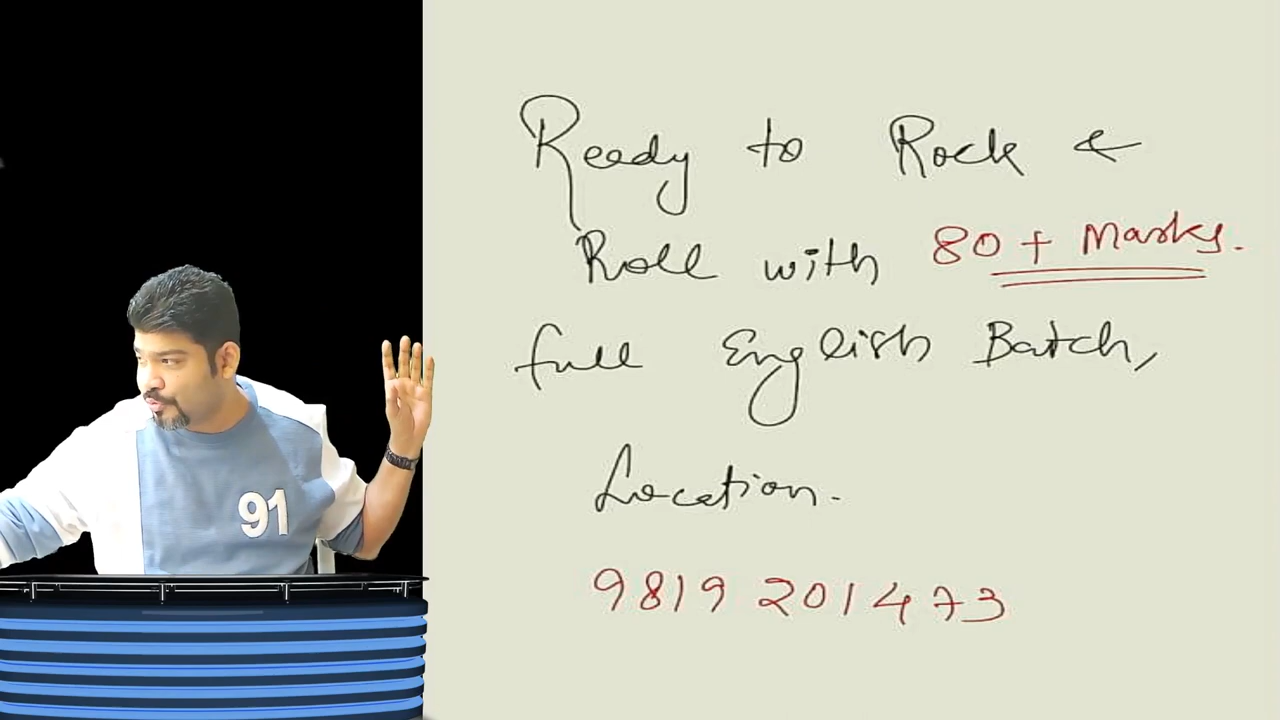 Ready to Rock &
Roll with 80 + Marks.
full English Batch,
Location.
9819 201473
91